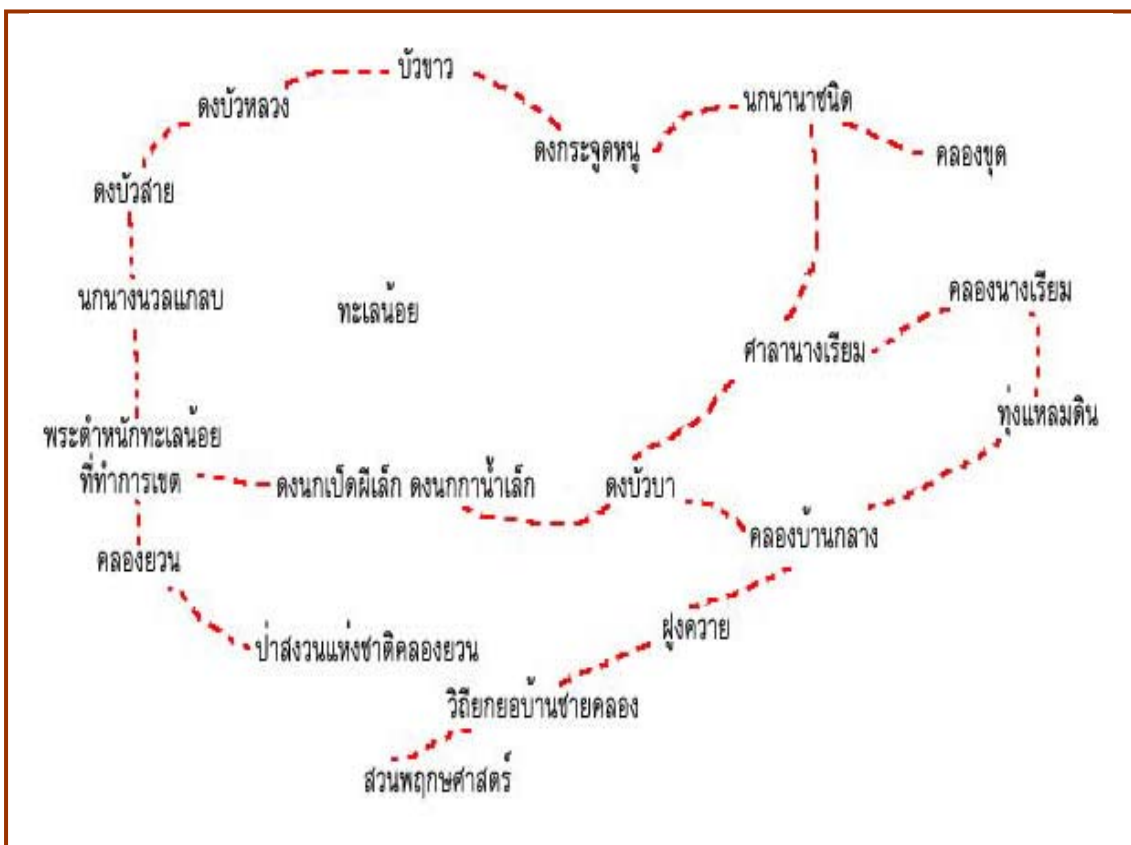 บัวขาว
ดงบัวหลวง
นกนานาชนิด
ดงกระจูดหนู
คลองขุด
ดงบัวสาย
นกนางนวลแกลบ
ทะเลน้อย
คลองนางเรียม
ศาลานางเรียม
ทุ่งแหลมดิน
พระตำหนักทะเลน้อย
ที่ทำการเขต
ดงนกเป็ดผีเล็ก ดงนกกาน้ำเล็ก
ดงบัวบา
คลองบ้านกลาง
คลองยวน
ฝูงควาย
ป่าสงวนแห่งชาติคลองยวน
วิถียกยอบ้านชายคลอง
สวนพฤกษศาสตร์